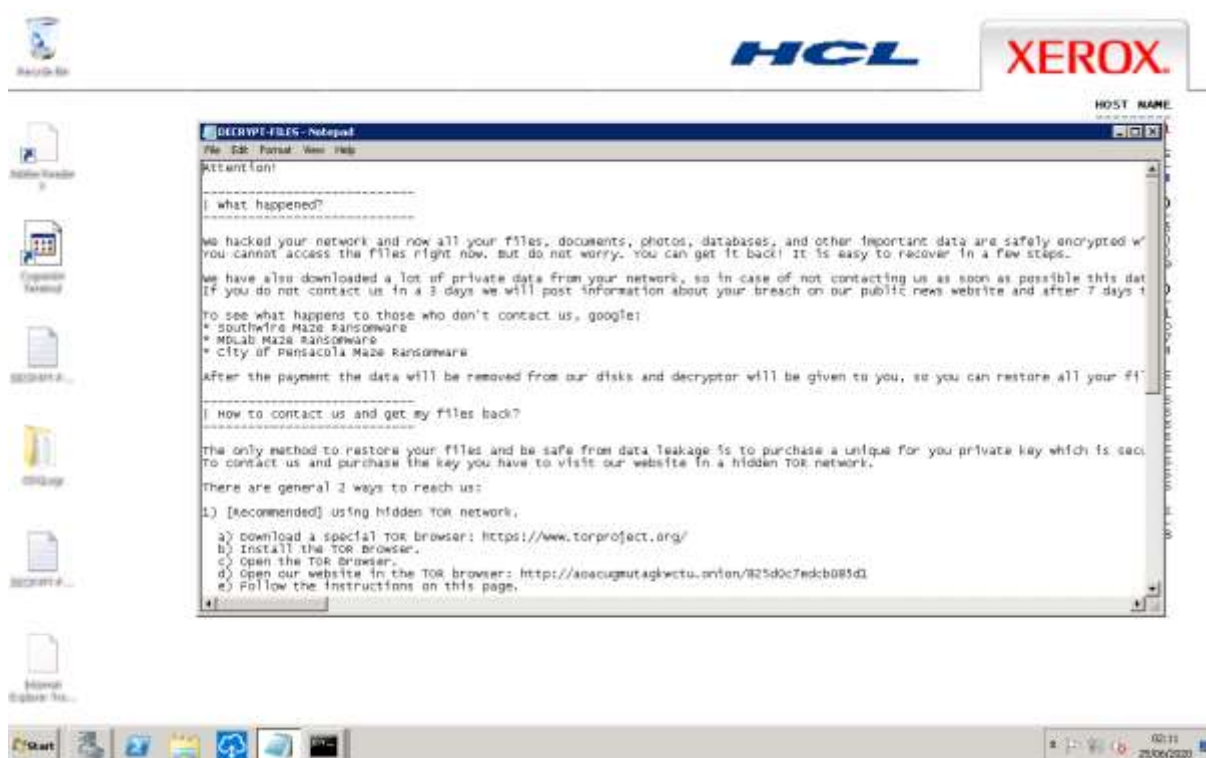 HCL
XEROX
HOST NAME
Recycle Bin
DECRYPT-FILES - Notepad
File Edit Format View Help
Attention!
----------------------------
| What happened?
----------------------------
We hacked your network and now all your files, documents, photos, databases, and other important data are safely encrypted
You cannot access the files right now. But do not worry. You can get it back! It is easy to recover in a few steps.
We have also downloaded a lot of private data from your network, so in case of not contacting us as soon as possible this
If you do not contact us in a 3 days we will post information about your breach on our public news website and after 7 days
To see what happens to those who don't contact us, google:
* Southwire Maze Ransomware
* MDLab Maze Ransomware
* City of Pensacola Maze Ransomware
After the payment the data will be removed from our disks and decryptor will be given to you, so you can restore all your
----------------------------
| How to contact us and get my files back?
----------------------------
The only method to restore your files and be safe from data leakage is to purchase a unique for you private key which is
To contact us and purchase the key you have to visit our website in a hidden TOR network.
There are general 2 ways to reach us:
1) [Recommended] Using hidden TOR network.
a) Download a special TOR browser: https://www.torproject.org/
b) Install the TOR Browser.
c) Open the TOR Browser.
d) Open our website in the TOR browser: http://aoacugmutagkwctu.onion/825d0c7edcb085d1
e) Follow the instructions on this page.
Start
02:11
25/06/2020